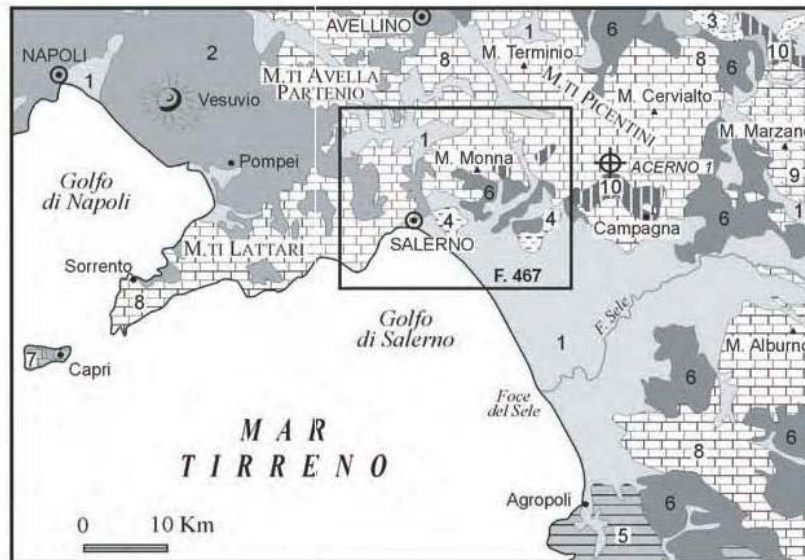 AVELLINO
NAPOLI
1
2
Vesuvio
M.TI AVELLA
PARTENIO
8
1
M. Terminio
6
3
10
8
6
M.TI PICENTINI
M. Cervialto
M. Marzano
Pompei
1
M. Monna
ACERNO 1
10
9
Golfo
di Napoli
6
4
4
Campagna
6
1
M.TI LATTARI
SALERNO
Sorrento
F. 467
8
Golfo
di Salerno
F. Sele
1
M. Alburno
7
Capri
6
Foce
del Sele
6
MAR
TIRRENO
8
Agropoli
6
5
0 10 Km